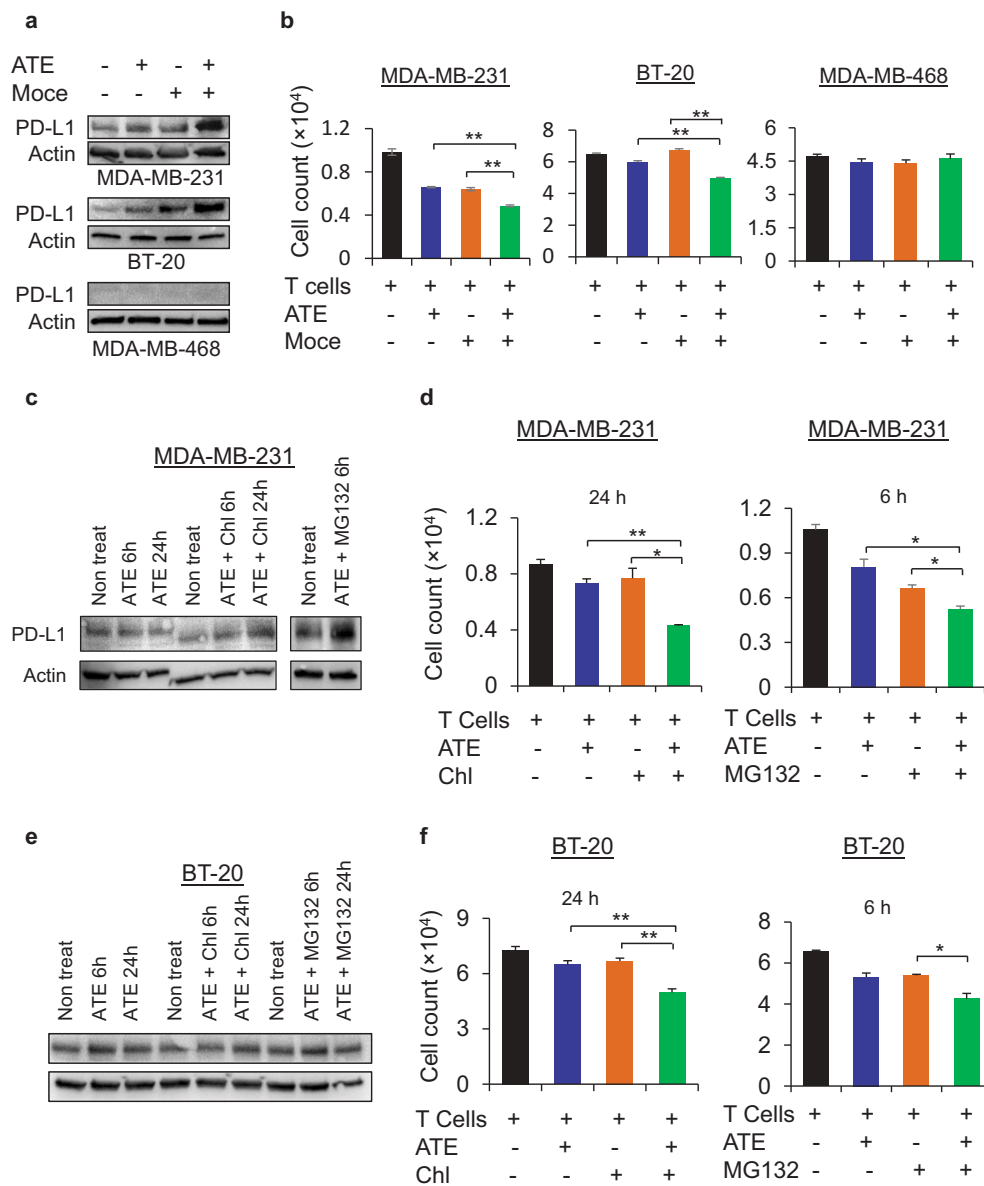 a
ATE - + - +
Moce - - + +
PD-L1
Actin
MDA-MB-231
PD-L1
Actin
BT-20
PD-L1
Actin
MDA-MB-468
b
MDA-MB-231
BT-20
MDA-MB-468
Cell count (×10⁴)
1.2
0.8
0.4
0
**
**
8
6
4
2
0
**
**
6
4.5
3
1.5
0
T cells + + + + + + + + + + + +
ATE - + - + - + - + - + - +
Moce - - + + - - + + - - + +
c
MDA-MB-231
Non treat
ATE 6h
ATE 24h
Non treat
ATE + Chl 6h
ATE + Chl 24h
Non treat
ATE + MG132 6h
PD-L1
Actin
d
MDA-MB-231
24 h
Cell count (×10⁴)
1.2
0.8
0.4
0
**
*
T Cells + + + +
ATE - + - +
Chl - - + +
MDA-MB-231
6 h
1.2
0.9
0.6
0.3
0
*
*
T Cells + + + +
ATE - + - +
MG132 - - + +
e
BT-20
Non treat
ATE 6h
ATE 24h
Non treat
ATE + Chl 6h
ATE + Chl 24h
Non treat
ATE + MG132 6h
ATE + MG132 24h
f
BT-20
24 h
Cell count (×10⁴)
9
6
3
0
**
**
T Cells + + + +
ATE - + - +
Chl - - + +
BT-20
6 h
8
6
4
2
0
*
T Cells + + + +
ATE - + - +
MG132 - - + +